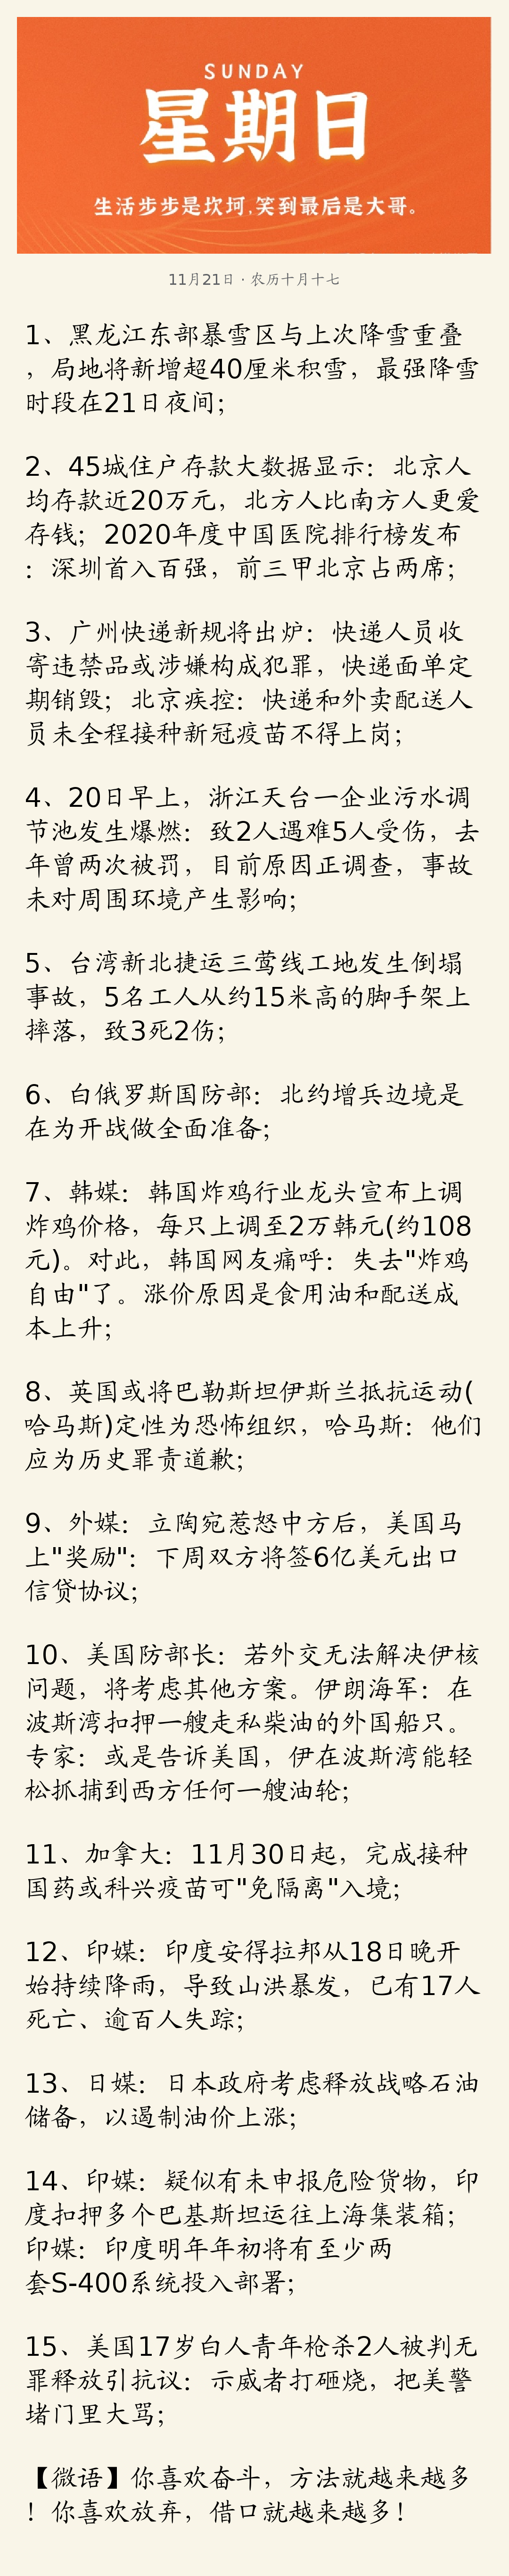 SUNDAY
星期日
生活步步是坎坷,笑到最后是大哥。
11月21日·农历十月十七
1、黑龙江东部暴雪区与上次降雪重叠
，局地将新增超40厘米积雪，最强降雪
时段在21日夜间；
2、45城住户存款大数据显示：北京人
均存款近20万元，北方人比南方人更爱
存钱；2020年度中国医院排行榜发布
：深圳首入百强，前三甲北京占两席；
3、广州快递新规将出炉：快递人员收
寄违禁品或涉嫌构成犯罪，快递面单定
期销毁；北京疾控：快递和外卖配送人
员未全程接种新冠疫苗不得上岗；
4、20日早上，浙江天台一企业污水调
节池发生爆燃：致2人遇难5人受伤，去
年曾两次被罚，目前原因正调查，事故
未对周围环境产生影响；
5、台湾新北捷运三莺线工地发生倒塌
事故，5名工人从约15米高的脚手架上
摔落，致3死2伤；
6、白俄罗斯国防部：北约增兵边境是
在为开战做全面准备；
7、韩媒：韩国炸鸡行业龙头宣布上调
炸鸡价格，每只上调至2万韩元(约108
元)。对此，韩国网友痛呼：失去"炸鸡
自由"了。涨价原因是食用油和配送成
本上升；
8、英国或将巴勒斯坦伊斯兰抵抗运动(
哈马斯)定性为恐怖组织，哈马斯：他们
应为历史罪责道歉；
9、外媒：立陶宛惹怒中方后，美国马
上"奖励"：下周双方将签6亿美元出口
信贷协议；
10、美国防部长：若外交无法解决伊核
问题，将考虑其他方案。伊朗海军：在
波斯湾扣押一艘走私柴油的外国船只。
专家：或是告诉美国，伊在波斯湾能轻
松抓捕到西方任何一艘油轮；
11、加拿大：11月30日起，完成接种
国药或科兴疫苗可"免隔离"入境；
12、印媒：印度安得拉邦从18日晚开
始持续降雨，导致山洪暴发，已有17人
死亡、逾百人失踪；
13、日媒：日本政府考虑释放战略石油
储备，以遏制油价上涨；
14、印媒：疑似有未申报危险货物，印
度扣押多个巴基斯坦运往上海集装箱；
印媒：印度明年年初将有至少两
套S-400系统投入部署；
15、美国17岁白人青年枪杀2人被判无
罪释放引抗议：示威者打砸烧，把美警
堵门里大骂；
【微语】你喜欢奋斗，方法就越来越多
！你喜欢放弃，借口就越来越多！